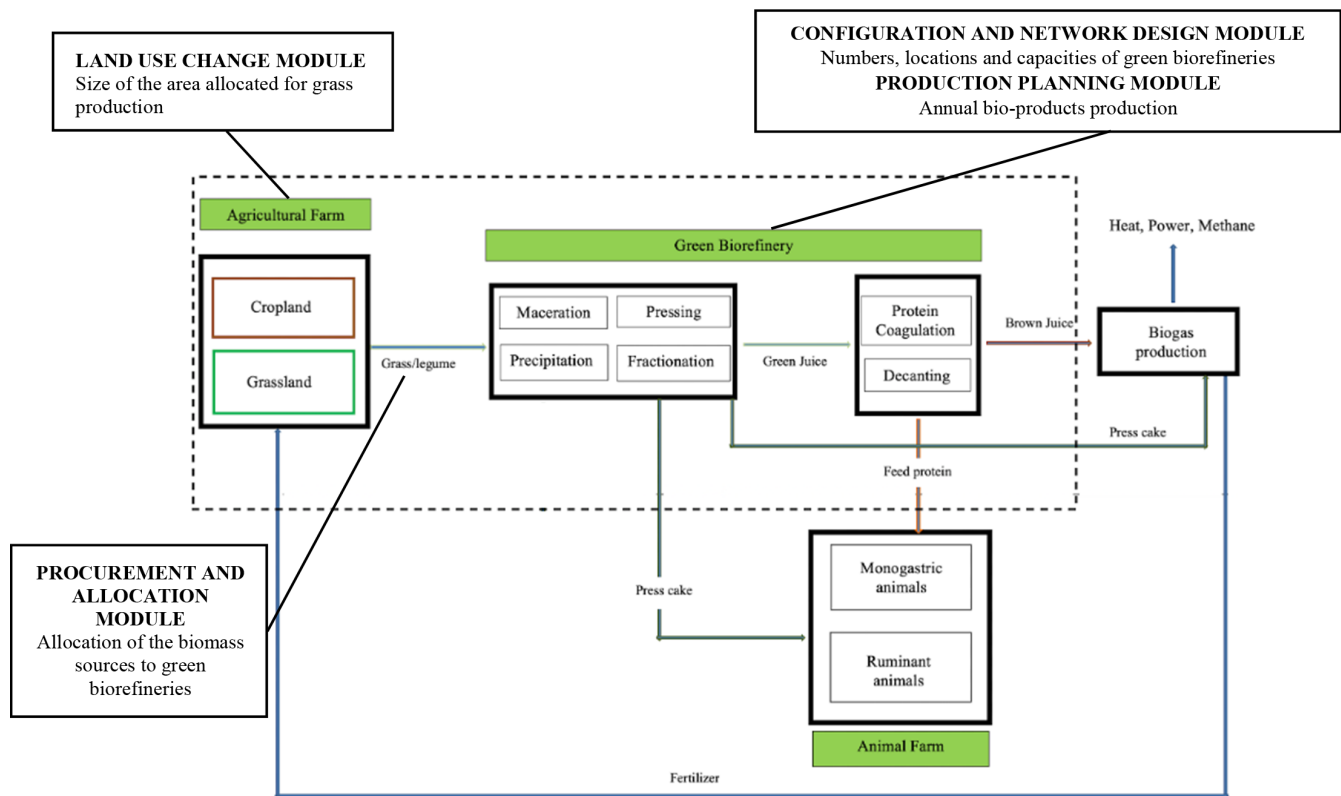 LAND USE CHANGE MODULE
Size of the area allocated for grass
production
CONFIGURATION AND NETWORK DESIGN MODULE
Numbers, locations and capacities of green biorefineries
PRODUCTION PLANNING MODULE
Annual bio-products production
Agricultural Farm
Green Biorefinery
Heat, Power, Methane
Cropland
Grassland
Grass/legume
Maceration
Pressing
Precipitation
Fractionation
Green Juice
Protein
Coagulation
Decanting
Brown Juice
Biogas
production
Press cake
Feed protein
PROCUREMENT AND
ALLOCATION
MODULE
Allocation of the biomass
sources to green
biorefineries
Press cake
Monogastric
animals
Ruminant
animals
Animal Farm
Fertilizer